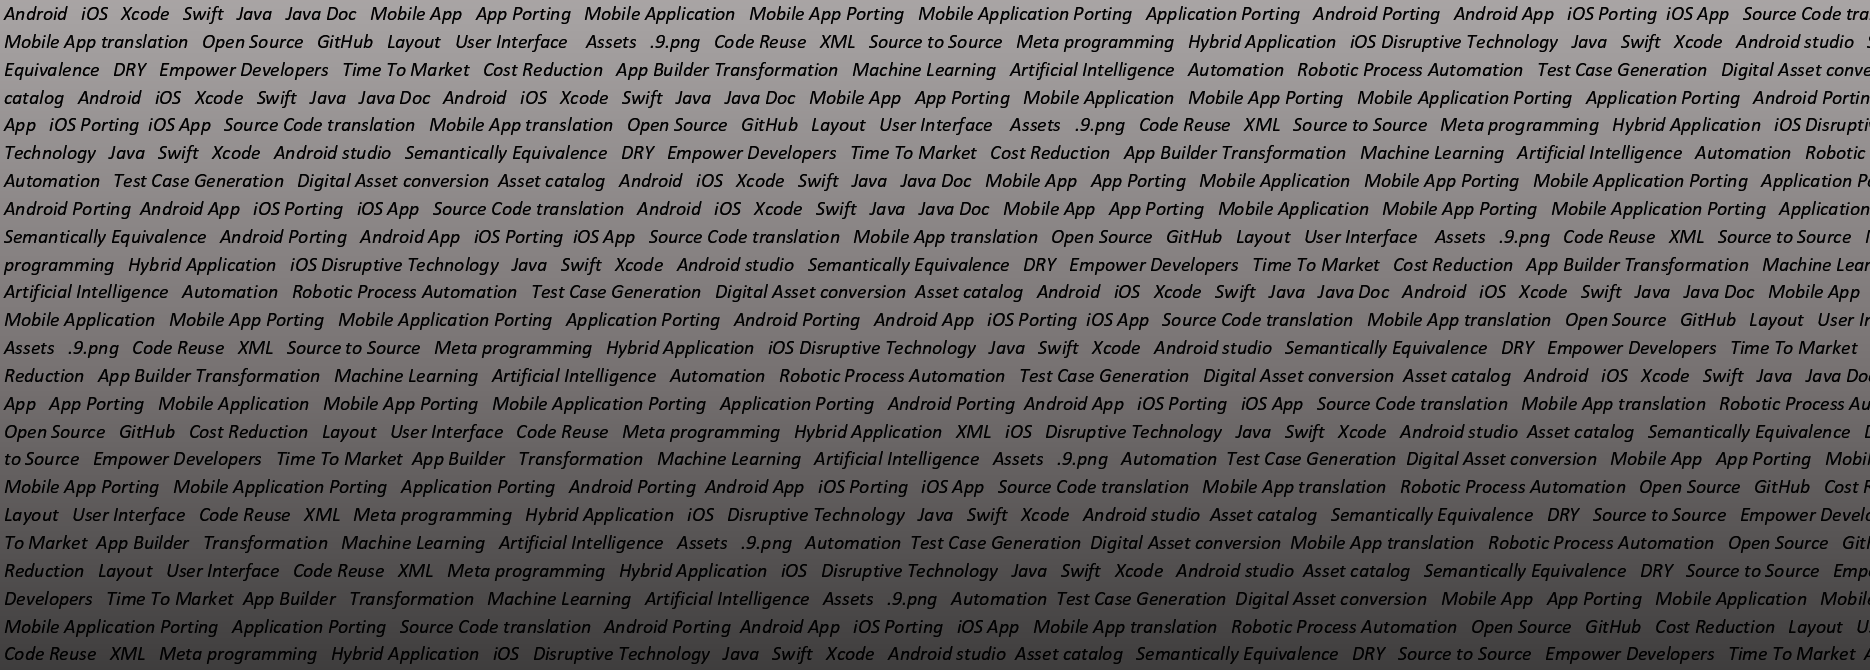 Android iOS Xcode Swift Java Java Doc Mobile App App Porting Mobile Application Mobile App Porting Mobile Application Porting Application Porting Android Porting Android App iOS Porting iOS App Source Code tra
Mobile App translation Open Source GitHub Layout User Interface Assets .9.png Code Reuse XML Source to Source Meta programming Hybrid Application iOS Disruptive Technology Java Swift Xcode Android studio
Equivalence DRY Empower Developers Time To Market Cost Reduction App Builder Transformation Machine Learning Artificial Intelligence Automation Robotic Process Automation Test Case Generation Digital Asset conve
catalog Android iOS Xcode Swift Java Java Doc Android iOS Xcode Swift Java Java Doc Mobile App App Porting Mobile Application Mobile App Porting Mobile Application Porting Application Porting Android Portin
App iOS Porting iOS App Source Code translation Mobile App translation Open Source GitHub Layout User Interface Assets .9.png Code Reuse XML Source to Source Meta programming Hybrid Application iOS Disrupti
Technology Java Swift Xcode Android studio Semantically Equivalence DRY Empower Developers Time To Market Cost Reduction App Builder Transformation Machine Learning Artificial Intelligence Automation Robotic
Automation Test Case Generation Digital Asset conversion Asset catalog Android iOS Xcode Swift Java Java Doc Mobile App App Porting Mobile Application Mobile App Porting Mobile Application Porting Application Po
Android Porting Android App iOS Porting iOS App Source Code translation Android iOS Xcode Swift Java Java Doc Mobile App App Porting Mobile Application Mobile App Porting Mobile Application Porting Application
Semantically Equivalence Android Porting Android App iOS Porting iOS App Source Code translation Mobile App translation Open Source GitHub Layout User Interface Assets .9.png Code Reuse XML Source to Source
programming Hybrid Application iOS Disruptive Technology Java Swift Xcode Android studio Semantically Equivalence DRY Empower Developers Time To Market Cost Reduction App Builder Transformation Machine Lear
Artificial Intelligence Automation Robotic Process Automation Test Case Generation Digital Asset conversion Asset catalog Android iOS Xcode Swift Java Java Doc Android iOS Xcode Swift Java Java Doc Mobile App
Mobile Application Mobile App Porting Mobile Application Porting Application Porting Android Porting Android App iOS Porting iOS App Source Code translation Mobile App translation Open Source GitHub Layout User In
Assets .9.png Code Reuse XML Source to Source Meta programming Hybrid Application iOS Disruptive Technology Java Swift Xcode Android studio Semantically Equivalence DRY Empower Developers Time To Market
Reduction App Builder Transformation Machine Learning Artificial Intelligence Automation Robotic Process Automation Test Case Generation Digital Asset conversion Asset catalog Android iOS Xcode Swift Java Java Doc
App App Porting Mobile Application Mobile App Porting Mobile Application Porting Application Porting Android Porting Android App iOS Porting iOS App Source Code translation Mobile App translation Robotic Process Au
Open Source GitHub Cost Reduction Layout User Interface Code Reuse Meta programming Hybrid Application XML iOS Disruptive Technology Java Swift Xcode Android studio Asset catalog Semantically Equivalence
to Source Empower Developers Time To Market App Builder Transformation Machine Learning Artificial Intelligence Assets .9.png Automation Test Case Generation Digital Asset conversion Mobile App App Porting Mobil
Mobile App Porting Mobile Application Porting Application Porting Android Porting Android App iOS Porting iOS App Source Code translation Mobile App translation Robotic Process Automation Open Source GitHub Cost R
Layout User Interface Code Reuse XML Meta programming Hybrid Application iOS Disruptive Technology Java Swift Xcode Android studio Asset catalog Semantically Equivalence DRY Source to Source Empower Develo
To Market App Builder Transformation Machine Learning Artificial Intelligence Assets .9.png Automation Test Case Generation Digital Asset conversion Mobile App translation Robotic Process Automation Open Source GitH
Reduction Layout User Interface Code Reuse XML Meta programming Hybrid Application iOS Disruptive Technology Java Swift Xcode Android studio Asset catalog Semantically Equivalence DRY Source to Source Emp
Developers Time To Market App Builder Transformation Machine Learning Artificial Intelligence Assets .9.png Automation Test Case Generation Digital Asset conversion Mobile App App Porting Mobile Application Mobile
Mobile Application Porting Application Porting Source Code translation Android Porting Android App iOS Porting iOS App Mobile App translation Robotic Process Automation Open Source GitHub Cost Reduction Layout U
Code Reuse XML Meta programming Hybrid Application iOS Disruptive Technology Java Swift Xcode Android studio Asset catalog Semantically Equivalence DRY Source to Source Empower Developers Time To Market A